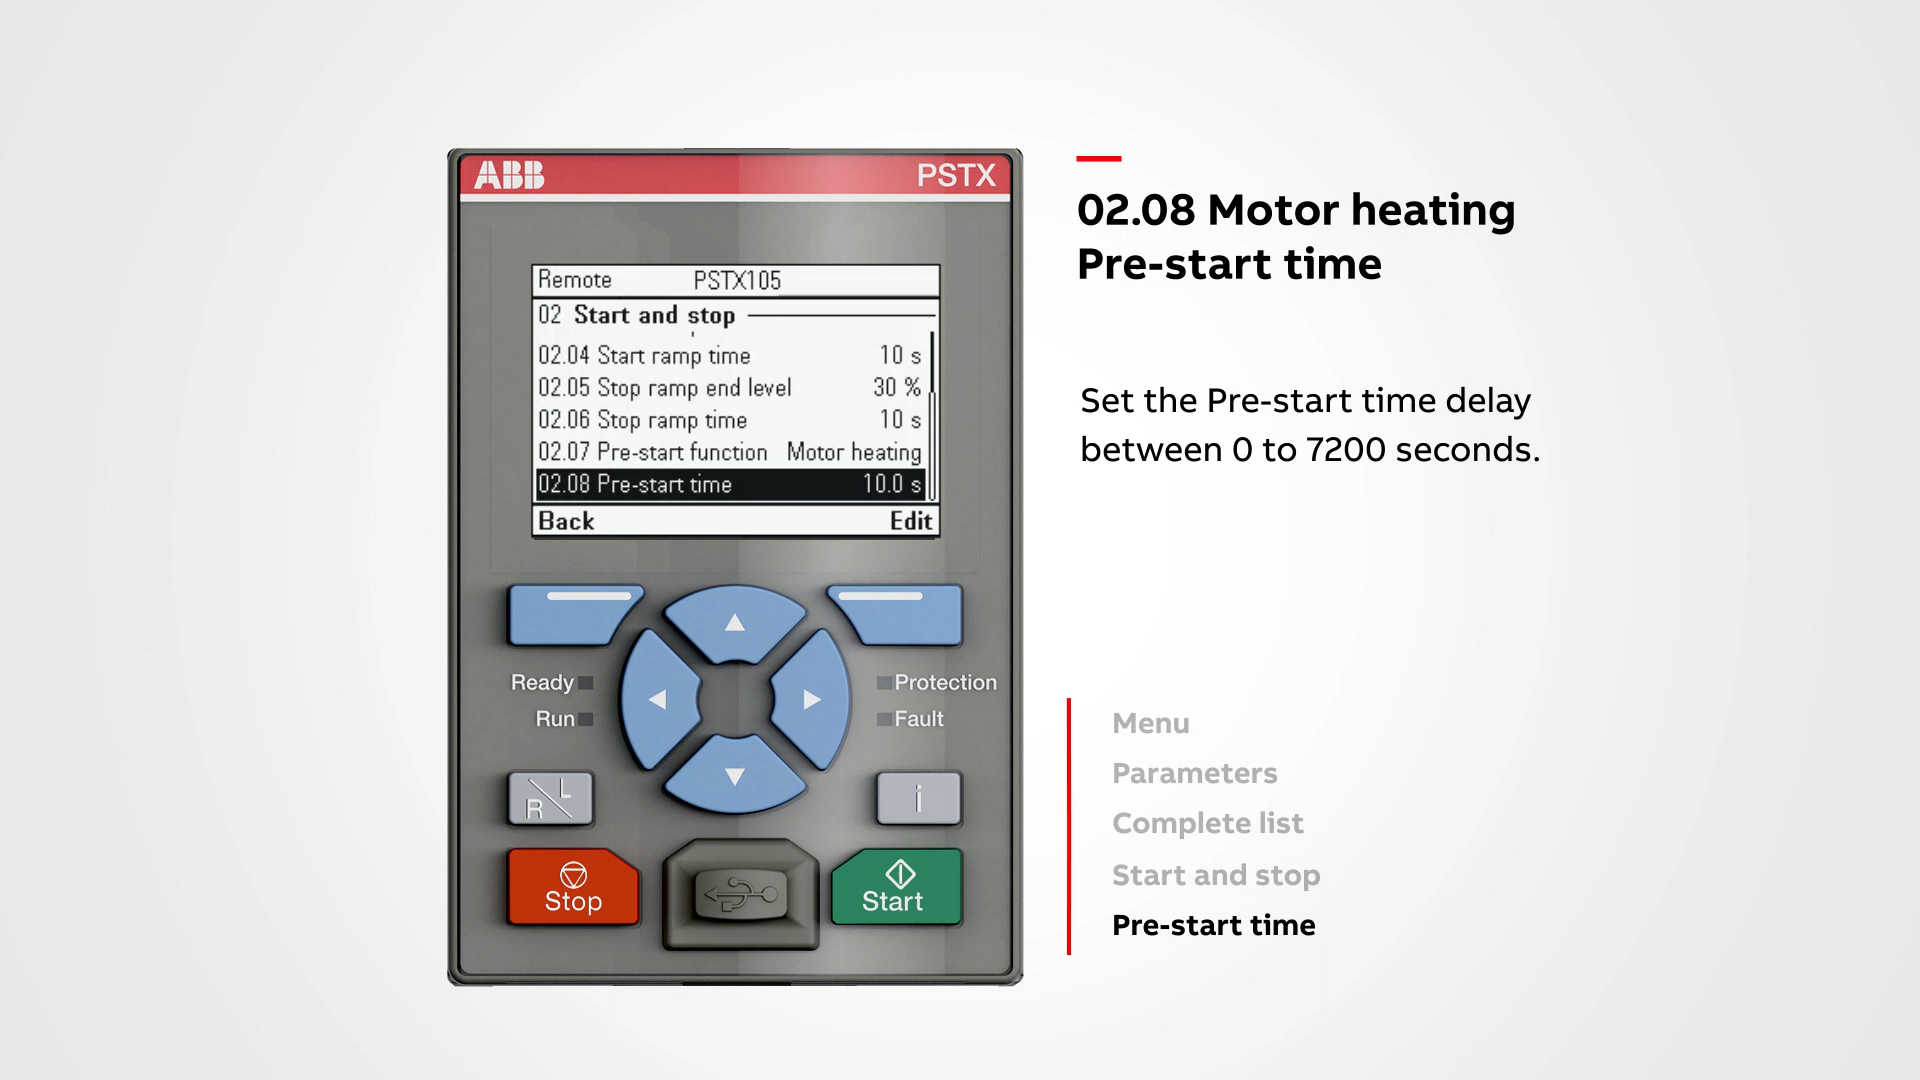 ABB PSTX
Remote PSTX105
02 Start and stop
02.04 Start ramp time 10 s
02.05 Stop ramp end level 30 %
02.06 Stop ramp time 10 s
02.07 Pre-start function Motor heating
02.08 Pre-start time 10.0 s
Back Edit
Ready Protection
Run Fault
R L i
Stop Start
02.08 Motor heating
Pre-start time
Set the Pre-start time delay
between 0 to 7200 seconds.
Menu
Parameters
Complete list
Start and stop
Pre-start time